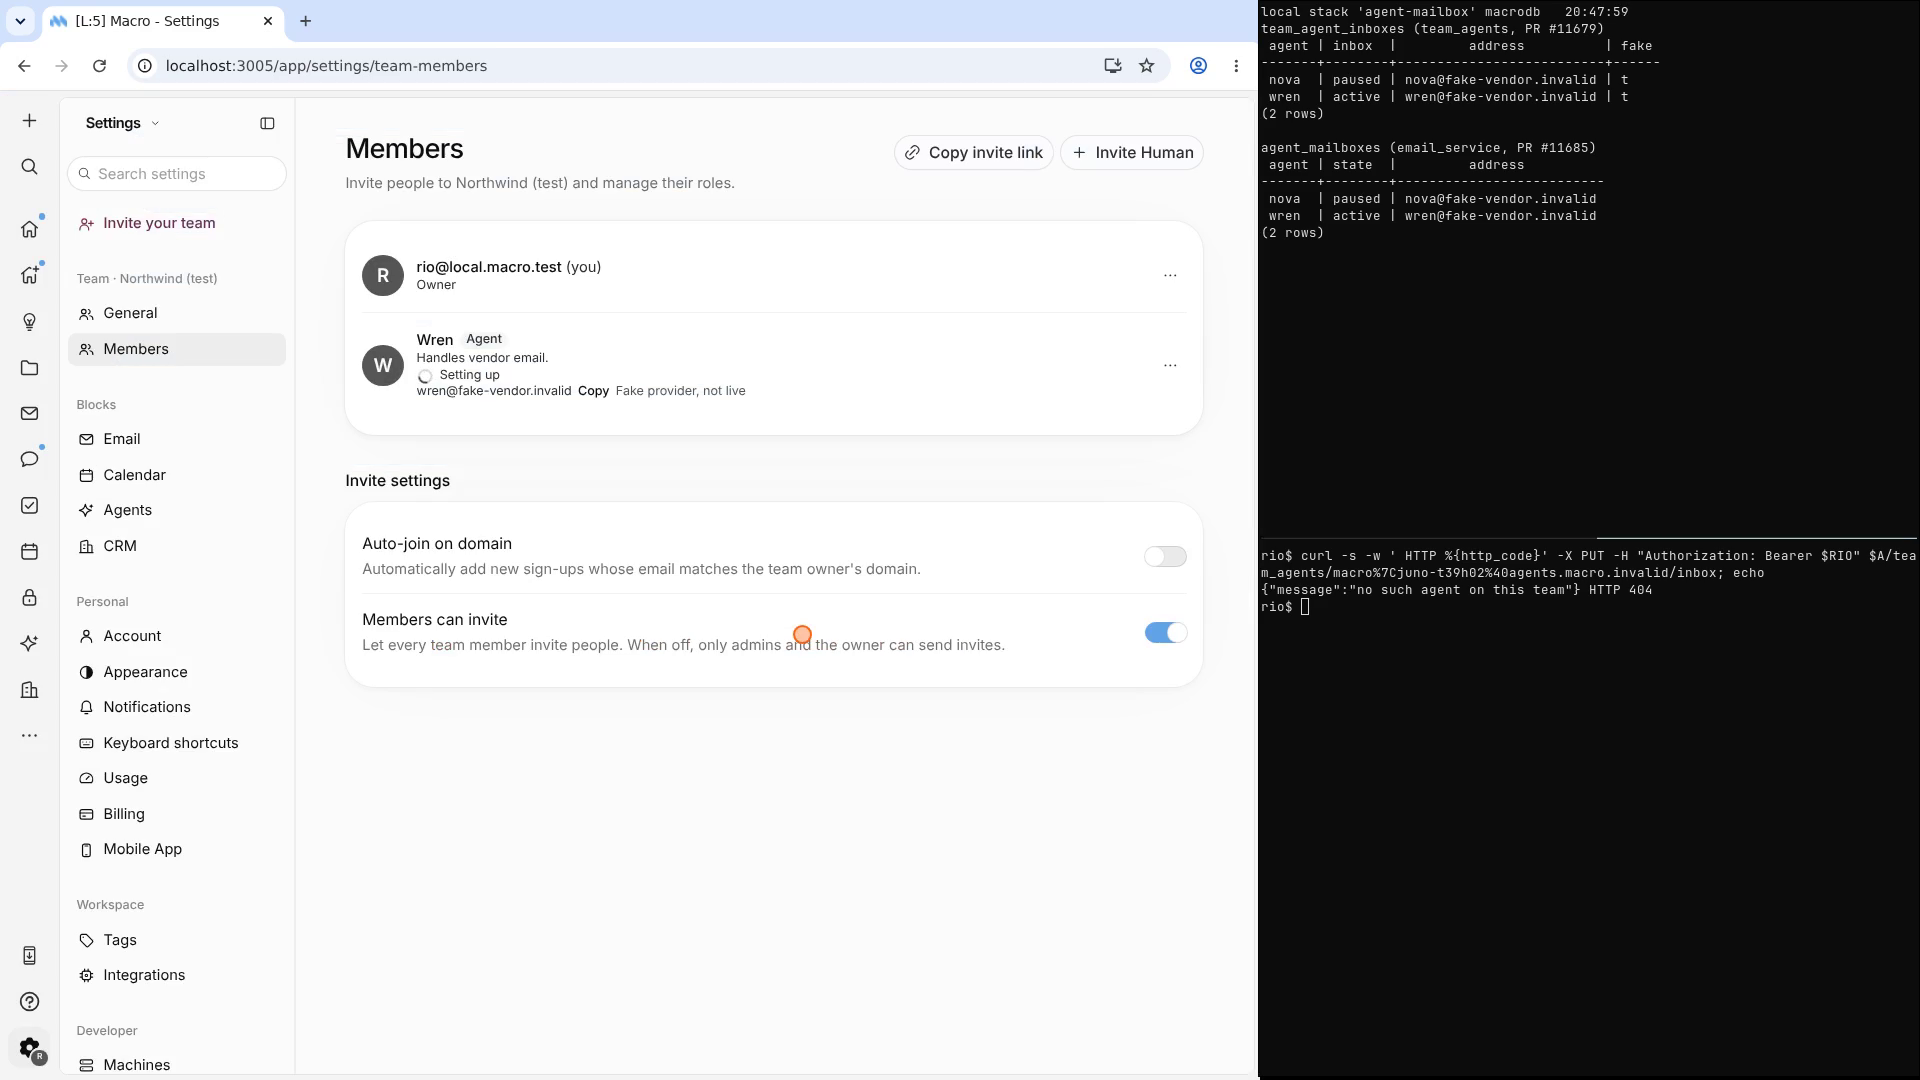 [L:5] Macro - Settings
localhost:3005/app/settings/team-members
Settings
Search settings
Invite your team
Team · Northwind (test)
General
Members
Blocks
Email
Calendar
Agents
CRM
Personal
Account
Appearance
Notifications
Keyboard shortcuts
Usage
Billing
Mobile App
Workspace
Tags
Integrations
Developer
Machines
R
Members
Invite people to Northwind (test) and manage their roles.
Copy invite link
Invite Human
R
rio@local.macro.test (you)
Owner
W
Wren Agent
Handles vendor email.
Setting up
wren@fake-vendor.invalid Copy Fake provider, not live
Invite settings
Auto-join on domain
Automatically add new sign-ups whose email matches the team owner's domain.
Members can invite
Let every team member invite people. When off, only admins and the owner can send invites.
local stack 'agent-mailbox' macrodb 20:47:59
team_agent_inboxes (team_agents, PR #11679)
agent | inbox | address | fake
-------+--------+--------------------------+------
nova | paused | nova@fake-vendor.invalid | t
wren | active | wren@fake-vendor.invalid | t
(2 rows)
agent_mailboxes (email_service, PR #11685)
agent | state | address
-------+--------+--------------------------
nova | paused | nova@fake-vendor.invalid
wren | active | wren@fake-vendor.invalid
(2 rows)
rio$ curl -s -w ' HTTP %{http_code}' -X PUT -H "Authorization: Bearer $RIO" $A/tea
m_agents/macro%7Cjuno-t39h02%40agents.macro.invalid/inbox; echo
{"message":"no such agent on this team"} HTTP 404
rio$